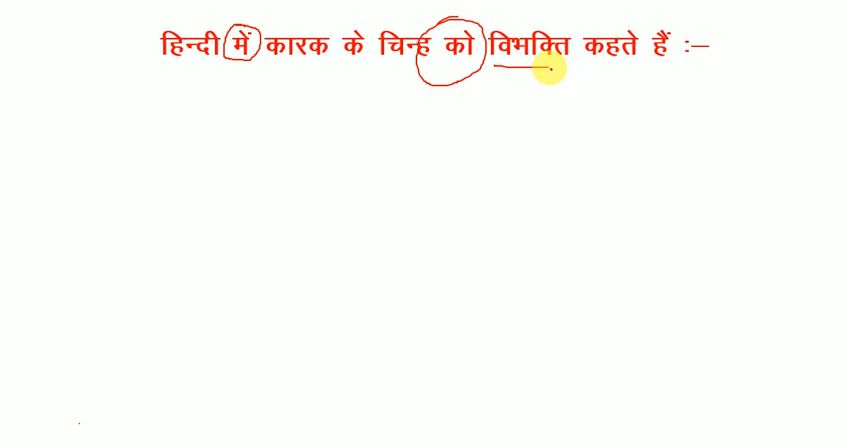 हिन्दी में कारक के चिन्ह को विभक्ति कहते हैं :–